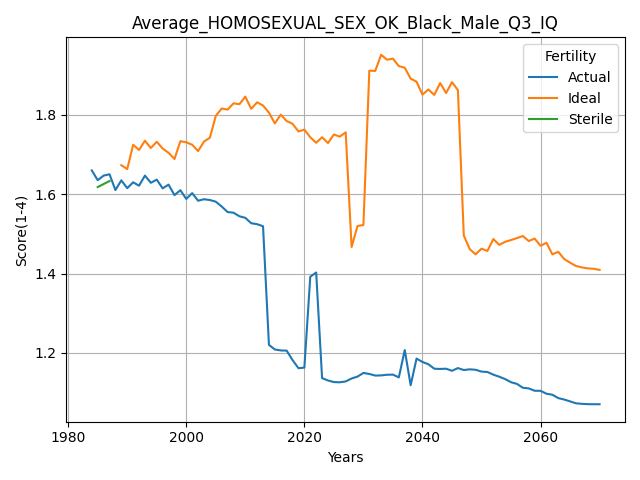 Average_HOMOSEXUAL_SEX_OK_Black_Male_Q3_IQ
Fertility
Actual
Ideal
Sterile
Score(1-4)
1.8
1.6
1.4
1.2
1980
2000
2020
2040
2060
Years